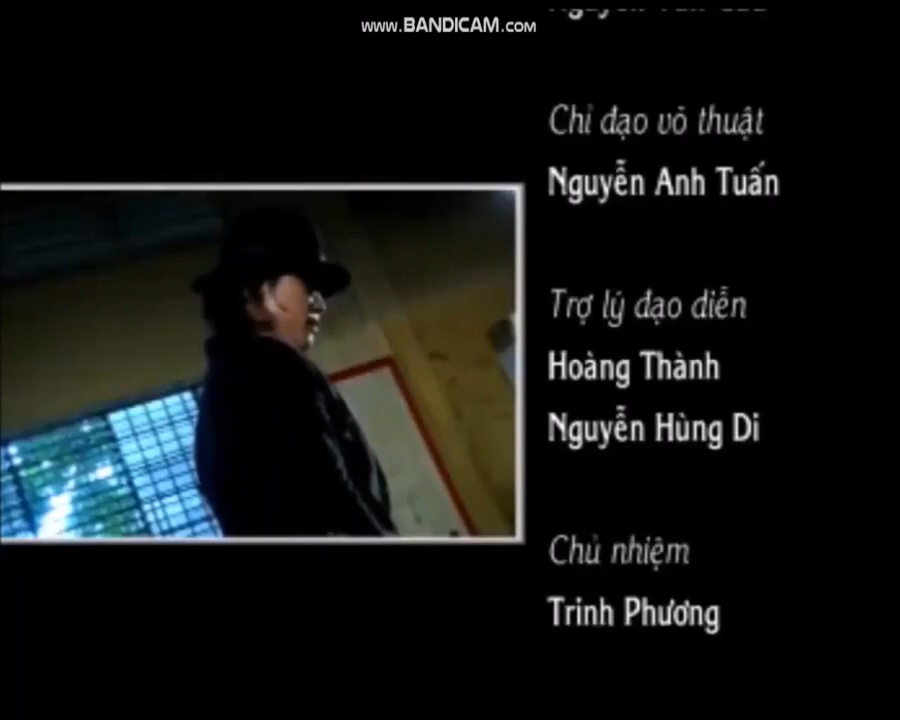 www.BANDICAM.com
Chỉ đạo võ thuật
Nguyễn Anh Tuấn
Trợ lý đạo diễn
Hoàng Thành
Nguyễn Hùng Di
Chủ nhiệm
Trinh Phương